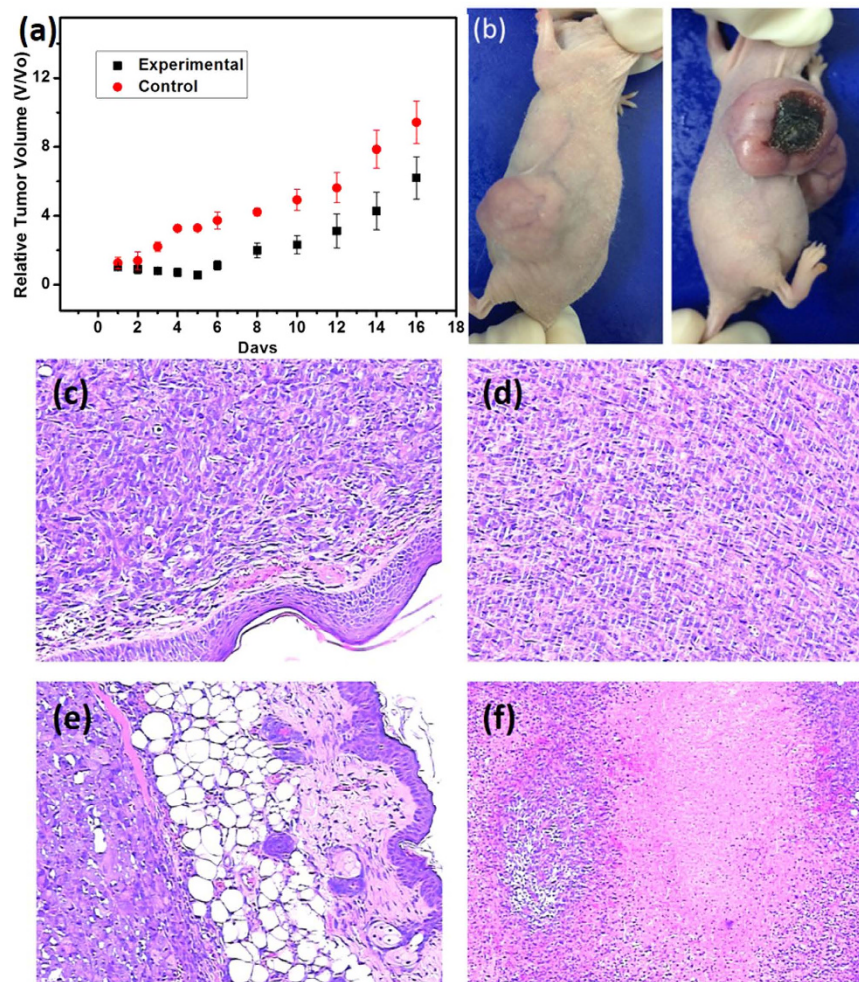 (a)
Experimental
Control
Relative Tumor Volume (V/Vo)
12
8
4
0
0 2 4 6 8 10 12 14 16 18
Days
(b)
(c)
(d)
(e)
(f)